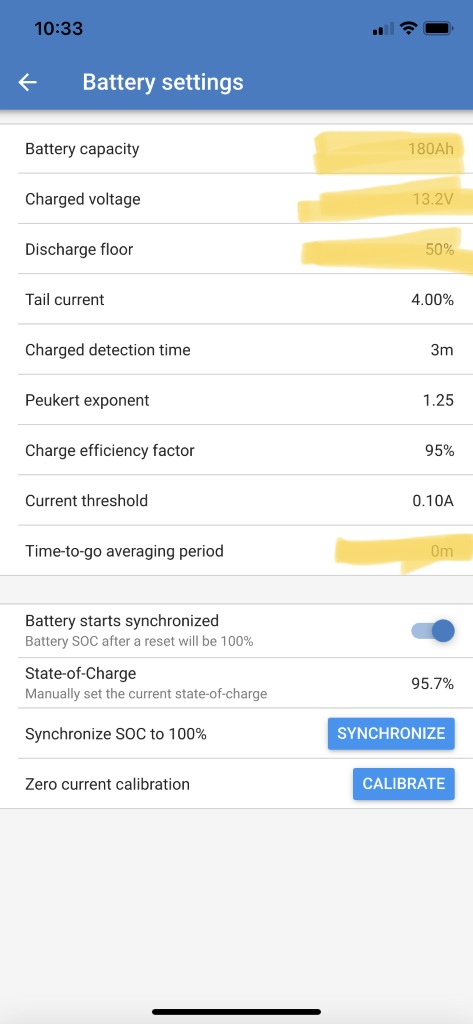 10:33
Battery settings
Battery capacity 180Ah
Charged voltage 13.2V
Discharge floor 50%
Tail current 4.00%
Charged detection time 3m
Peukert exponent 1.25
Charge efficiency factor 95%
Current threshold 0.10A
Time-to-go averaging period 0m
Battery starts synchronized
Battery SOC after a reset will be 100%
State-of-Charge 95.7%
Manually set the current state-of-charge
Synchronize SOC to 100% SYNCHRONIZE
Zero current calibration CALIBRATE